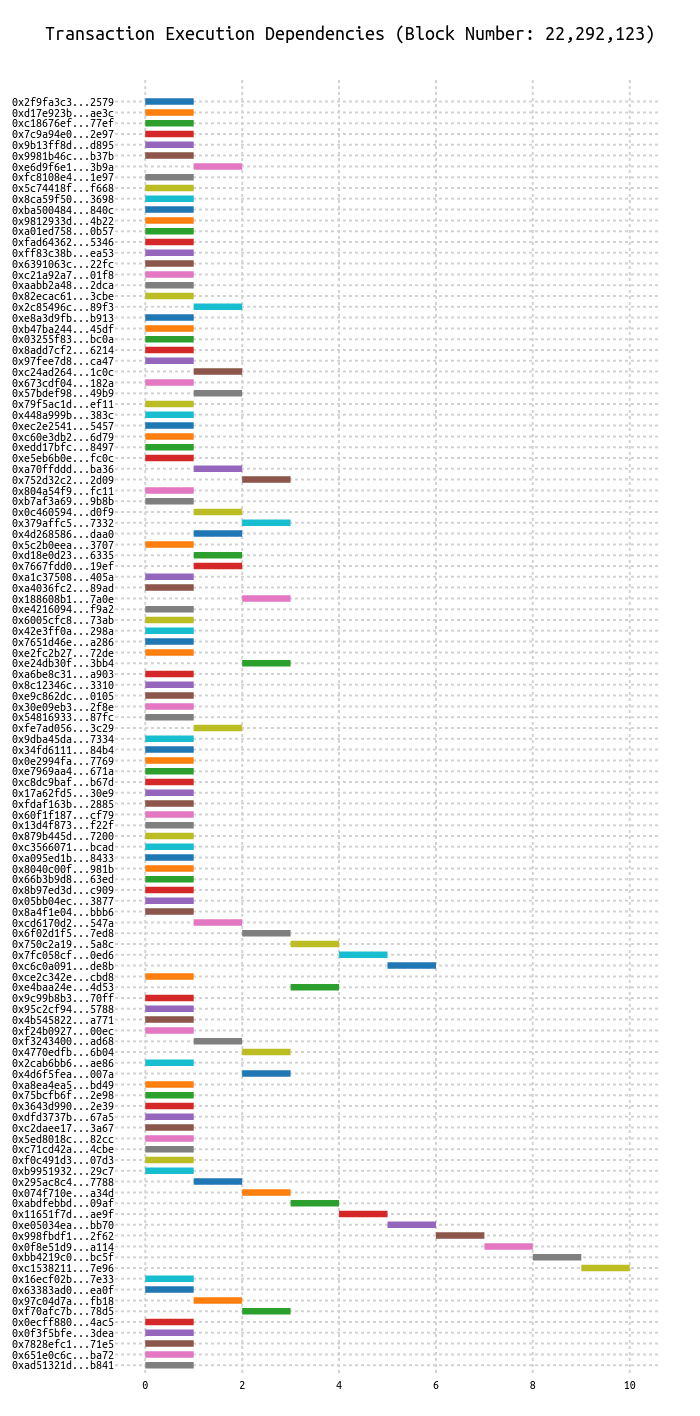 Transaction Execution Dependencies (Block Number: 22,292,123)
0x2f9fa3c3...2579
0xd17e923b...ae3c
0xc18676ef...77ef
0x7c9a94e0...2e97
0x9b13ff8d...d895
0x9981b46c...b37b
0xe6d9f6e1...3b9a
0xfc8108e4...1e97
0x5c74418f...f668
0x8ca59f50...3698
0xba500484...840c
0x9812933d...4b22
0xa01ed758...0b57
0xfad64362...5346
0xff83c38b...ea53
0x6391063c...22fc
0xc21a92a7...01f8
0xaabb2a48...2dca
0x82ecac61...3cbe
0x2c85496c...89f3
0xe8a3d9fb...b913
0xb47ba244...45df
0x03255f83...bc0a
0x8add7cf2...6214
0x97fee7d8...ca47
0xc24ad264...1c0c
0x673cdf04...182a
0x57bdef98...49b9
0x79f5ac1d...ef11
0x448a999b...383c
0xec2e2541...5457
0xc60e3db2...6d79
0xedd17bfc...8497
0xe5eb6b0e...fc0c
0xa70ffddd...ba36
0x752d32c2...2d09
0x804a54f9...fc11
0xb7af3a69...9b8b
0x0c460594...d0f9
0x379affc5...7332
0x4d268586...daa0
0x5c2b0eea...3707
0xd18e0d23...6335
0x7667fdd0...19ef
0xa1c37508...405a
0xa4036fc2...89ad
0x188608b1...7a0e
0xe4216094...f9a2
0x6005cfc8...73ab
0x42e3ff0a...298a
0x7651d46e...a286
0xe2fc2b27...72de
0xe24db30f...3bb4
0xa6be8c31...a903
0x8c12346c...3310
0xe9c862dc...0105
0x30e09eb3...2f8e
0x54816933...87fc
0xfe7ad056...3c29
0x9dba45da...7334
0x34fd6111...84b4
0x0e2994fa...7769
0xe7969aa4...671a
0xc8dc9baf...b67d
0x17a62fd5...30e9
0xfdaf163b...2885
0x60f1f187...cf79
0x13d4f873...f22f
0x879b445d...7200
0xc3566071...bcad
0xa095ed1b...8433
0x8040c00f...981b
0x66b3b9d8...63ed
0x8b97ed3d...c909
0x05bb04ec...3877
0x8a4f1e04...bbb6
0xcd6170d2...547a
0x6f02d1f5...7ed8
0x750c2a19...5a8c
0x7fc058cf...0ed6
0xc6c0a091...de8b
0xce2c342e...cbd8
0xe4baa24e...4d53
0x9c99b8b3...70ff
0x95c2cf94...5788
0x4b545822...a771
0xf24b0927...00ec
0xf3243400...ad68
0x4770edfb...6b04
0x2cab6bb6...ae86
0x4d6f5fea...007a
0xa8ea4ea5...bd49
0x75bcfb6f...2e98
0x3643d990...2e39
0xdfd3737b...67a5
0xc2daee17...3a67
0x5ed8018c...82cc
0xc71cd42a...4cbe
0xf0c491d3...07d3
0xb9951932...29c7
0x295ac8c4...7788
0x074f710e...a34d
0xabdfebbd...09af
0x11651f7d...ae9f
0xe05034ea...bb70
0x998fbdf1...2f62
0x0f8e51d9...a114
0xbb4219c0...bc5f
0xc1538211...7e96
0x16ecf02b...7e33
0x63383ad0...ea0f
0x97c04d7a...fb18
0xf70afc7b...78d5
0x0ecff880...4ac5
0x0f3f5bfe...3dea
0x7828efc1...71e5
0x651e0c6c...ba72
0xad51321d...b841
0 2 4 6 8 10